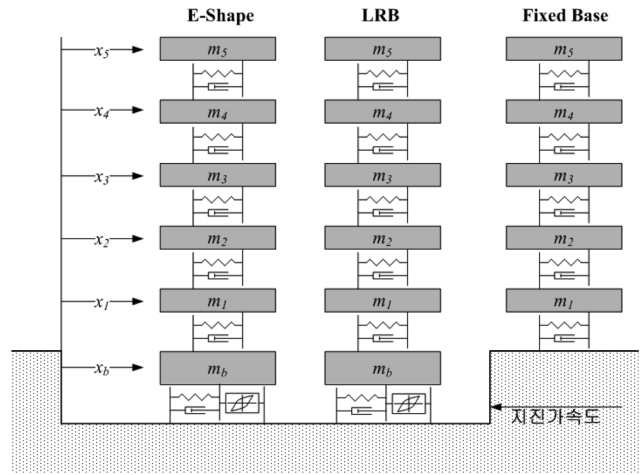 E-Shape LRB Fixed Base
x5 m5 m5 m5
x4 m4 m4 m4
x3 m3 m3 m3
x2 m2 m2 m2
x1 m1 m1 m1
xb mb mb
지진가속도